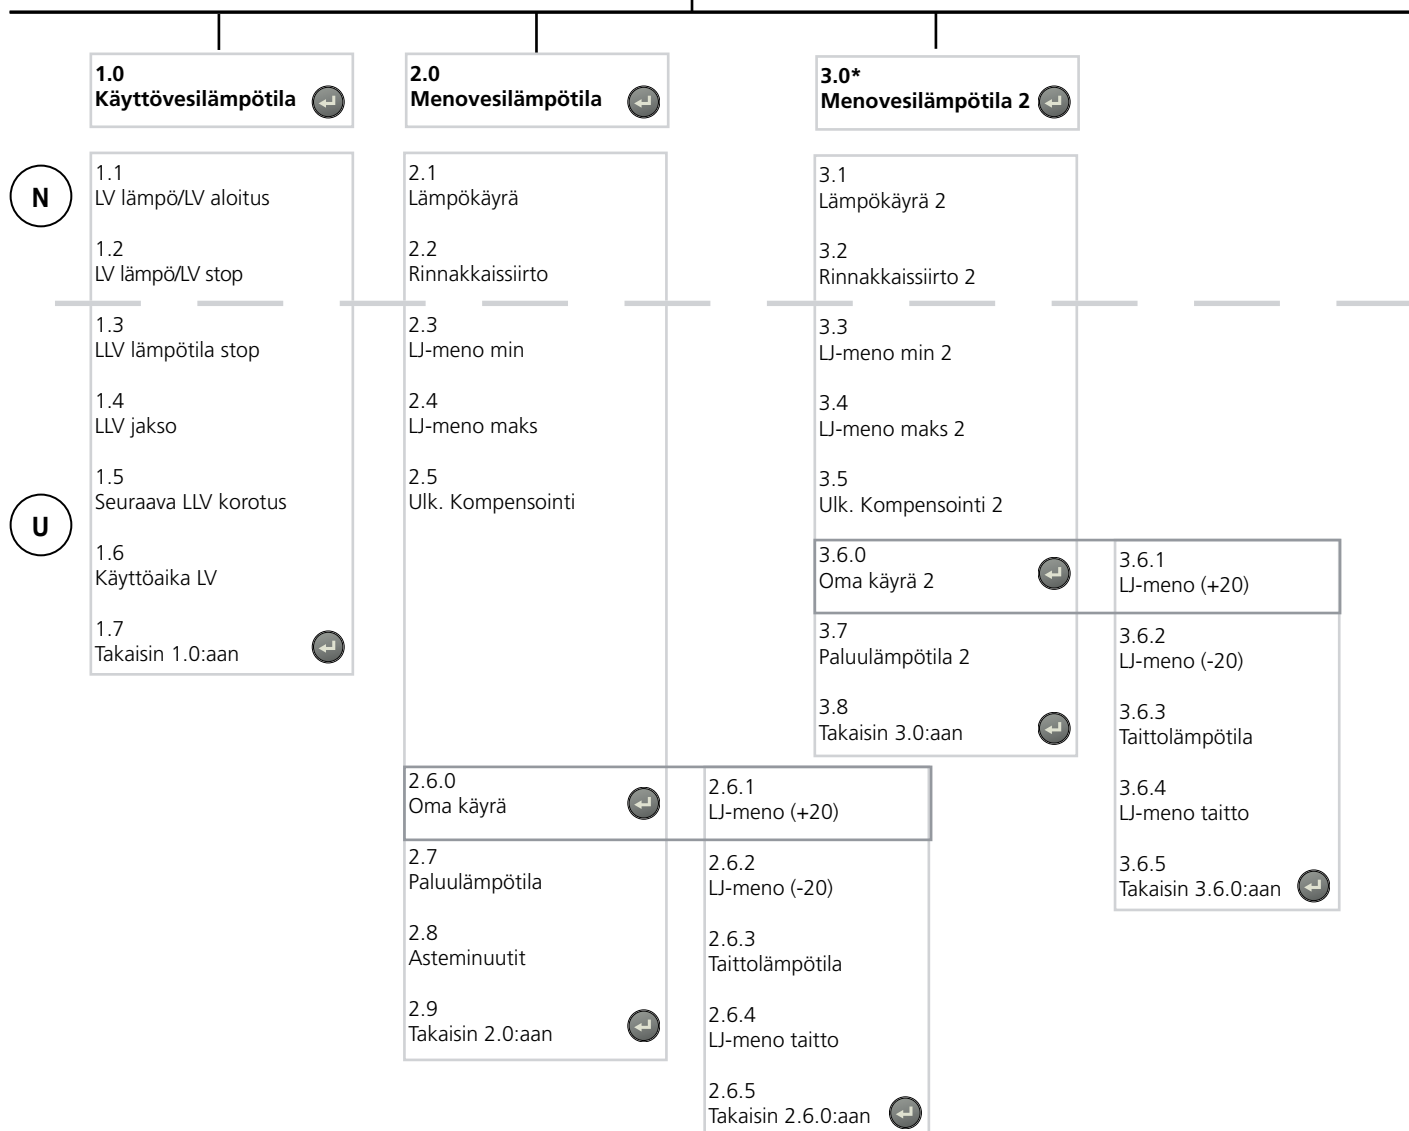 1.0
Käyttövesilämpötila
2.0
Menovesilämpötila
3.0*
Menovesilämpötila 2
N
U
1.1
LV lämpö/LV aloitus
1.2
LV lämpö/LV stop
1.3
LLV lämpötila stop
1.4
LLV jakso
1.5
Seuraava LLV korotus
1.6
Käyttöaika LV
1.7
Takaisin 1.0:aan
2.1
Lämpökäyrä
2.2
Rinnakkaissiirto
2.3
LJ-meno min
2.4
LJ-meno maks
2.5
Ulk. Kompensointi
2.6.0
Oma käyrä
2.7
Paluulämpötila
2.8
Asteminuutit
2.9
Takaisin 2.0:aan
2.6.1
LJ-meno (+20)
2.6.2
LJ-meno (-20)
2.6.3
Taittolämpötila
2.6.4
LJ-meno taitto
2.6.5
Takaisin 2.6.0:aan
3.1
Lämpökäyrä 2
3.2
Rinnakkaissiirto 2
3.3
LJ-meno min 2
3.4
LJ-meno maks 2
3.5
Ulk. Kompensointi 2
3.6.0
Oma käyrä 2
3.7
Paluulämpötila 2
3.8
Takaisin 3.0:aan
3.6.1
LJ-meno (+20)
3.6.2
LJ-meno (-20)
3.6.3
Taittolämpötila
3.6.4
LJ-meno taitto
3.6.5
Takaisin 3.6.0:aan